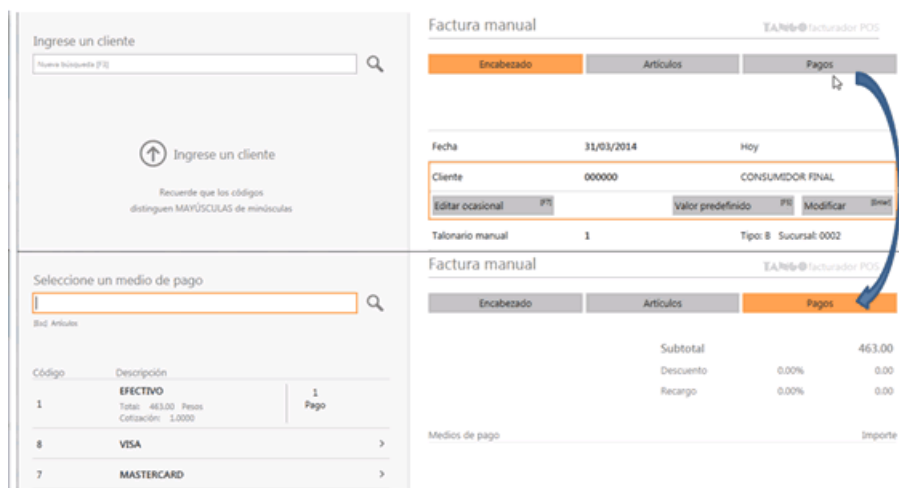 Ingrese un cliente
Nueva búsqueda [F3]
Ingrese un cliente
Recuerde que los códigos
distinguen MAYÚSCULAS de minúsculas
Factura manual
TANGO facturador POS
Encabezado Artículos Pagos
Fecha 31/03/2014 Hoy
Cliente 000000 CONSUMIDOR FINAL
Editar ocasional [F7] Valor predefinido [F5] Modificar [Enter]
Talonario manual 1 Tipo: B Sucursal: 0002
Seleccione un medio de pago
[Esc] Artículos
Código Descripción
1 EFECTIVO 1
Total: 463.00 Pesos Pago
Cotización: 1.0000
8 VISA >
7 MASTERCARD >
Factura manual
TANGO facturador POS
Encabezado Artículos Pagos
Subtotal 463.00
Descuento 0.00% 0.00
Recargo 0.00% 0.00
Medios de pago Importe